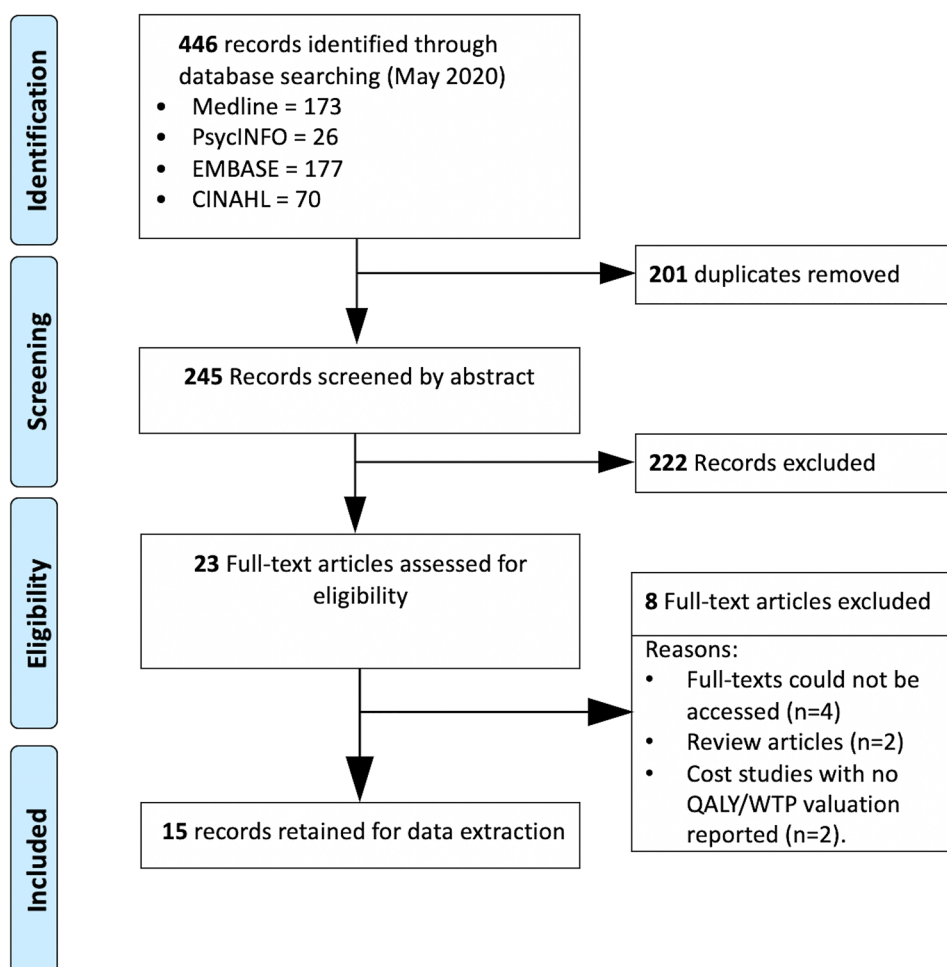 Identification
446 records identified through
database searching (May 2020)
• Medline = 173
• PsycINFO = 26
• EMBASE = 177
• CINAHL = 70
201 duplicates removed
Screening
245 Records screened by abstract
222 Records excluded
Eligibility
23 Full-text articles assessed for
eligibility
8 Full-text articles excluded
Reasons:
• Full-texts could not be
accessed (n=4)
• Review articles (n=2)
• Cost studies with no
QALY/WTP valuation
reported (n=2).
Included
15 records retained for data extraction